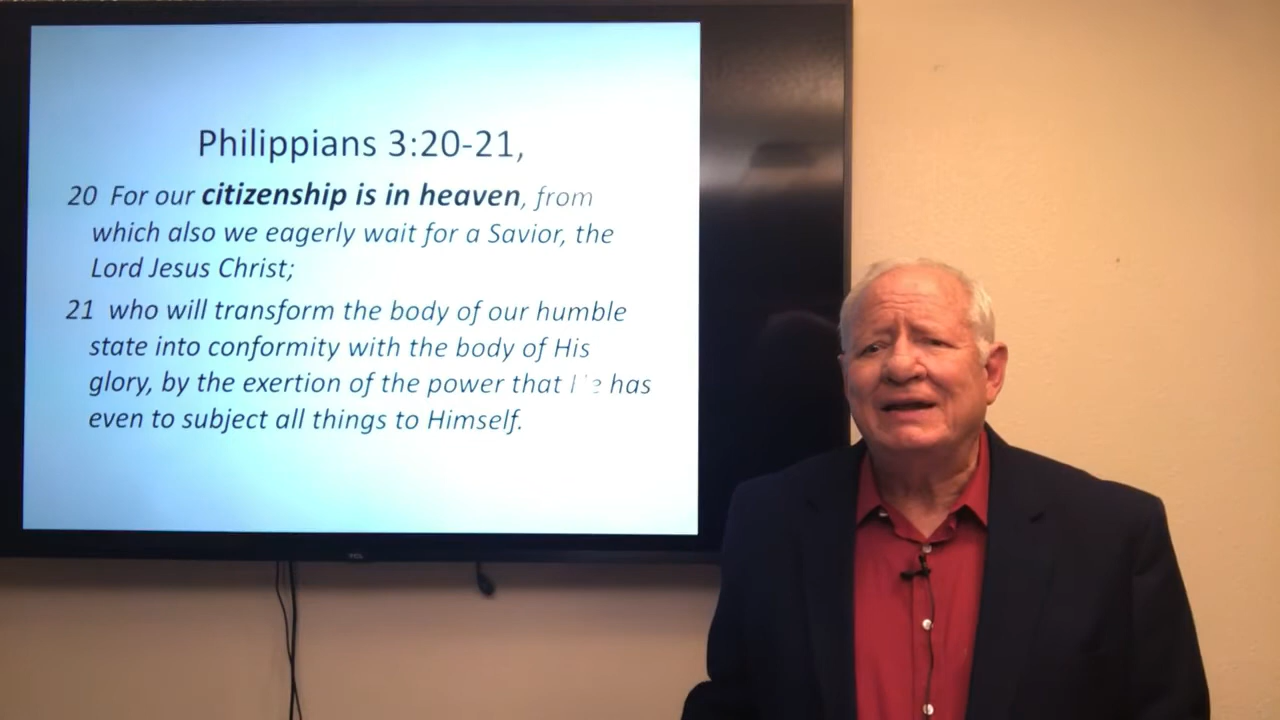 Philippians 3:20-21,
20 For our citizenship is in heaven, from
which also we eagerly wait for a Savior, the
Lord Jesus Christ;
21 who will transform the body of our humble
state into conformity with the body of His
glory, by the exertion of the power that He has
even to subject all things to Himself.
TCL